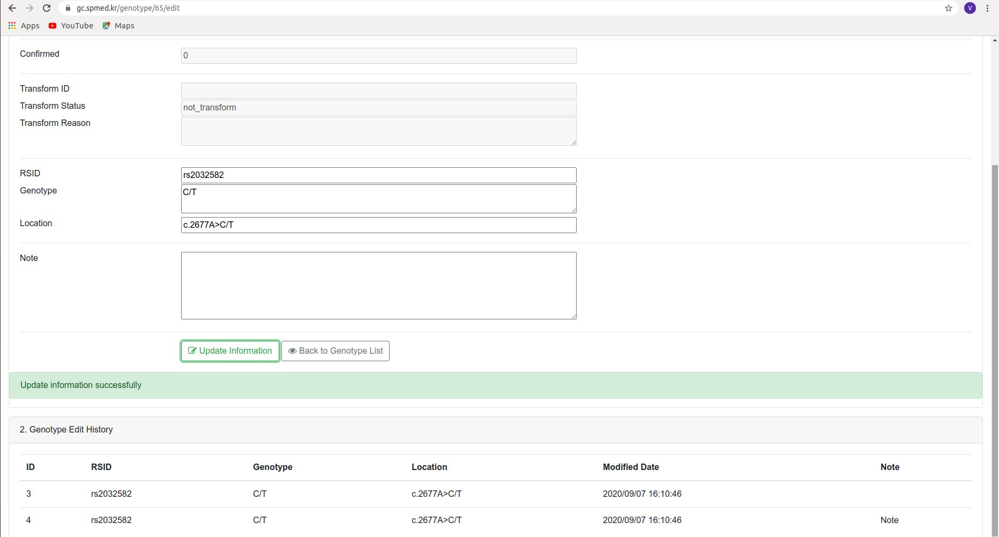 gc.spmed.kr/genotype/65/edit
V
Apps YouTube Maps
Confirmed 0
Transform ID
Transform Status not_transform
Transform Reason
RSID rs2032582
Genotype C/T
Location c.2677A>C/T
Note
Update Information Back to Genotype List
Update information successfully
2. Genotype Edit History
ID RSID Genotype Location Modified Date Note
3 rs2032582 C/T c.2677A>C/T 2020/09/07 16:10:46
4 rs2032582 C/T c.2677A>C/T 2020/09/07 16:10:46 Note